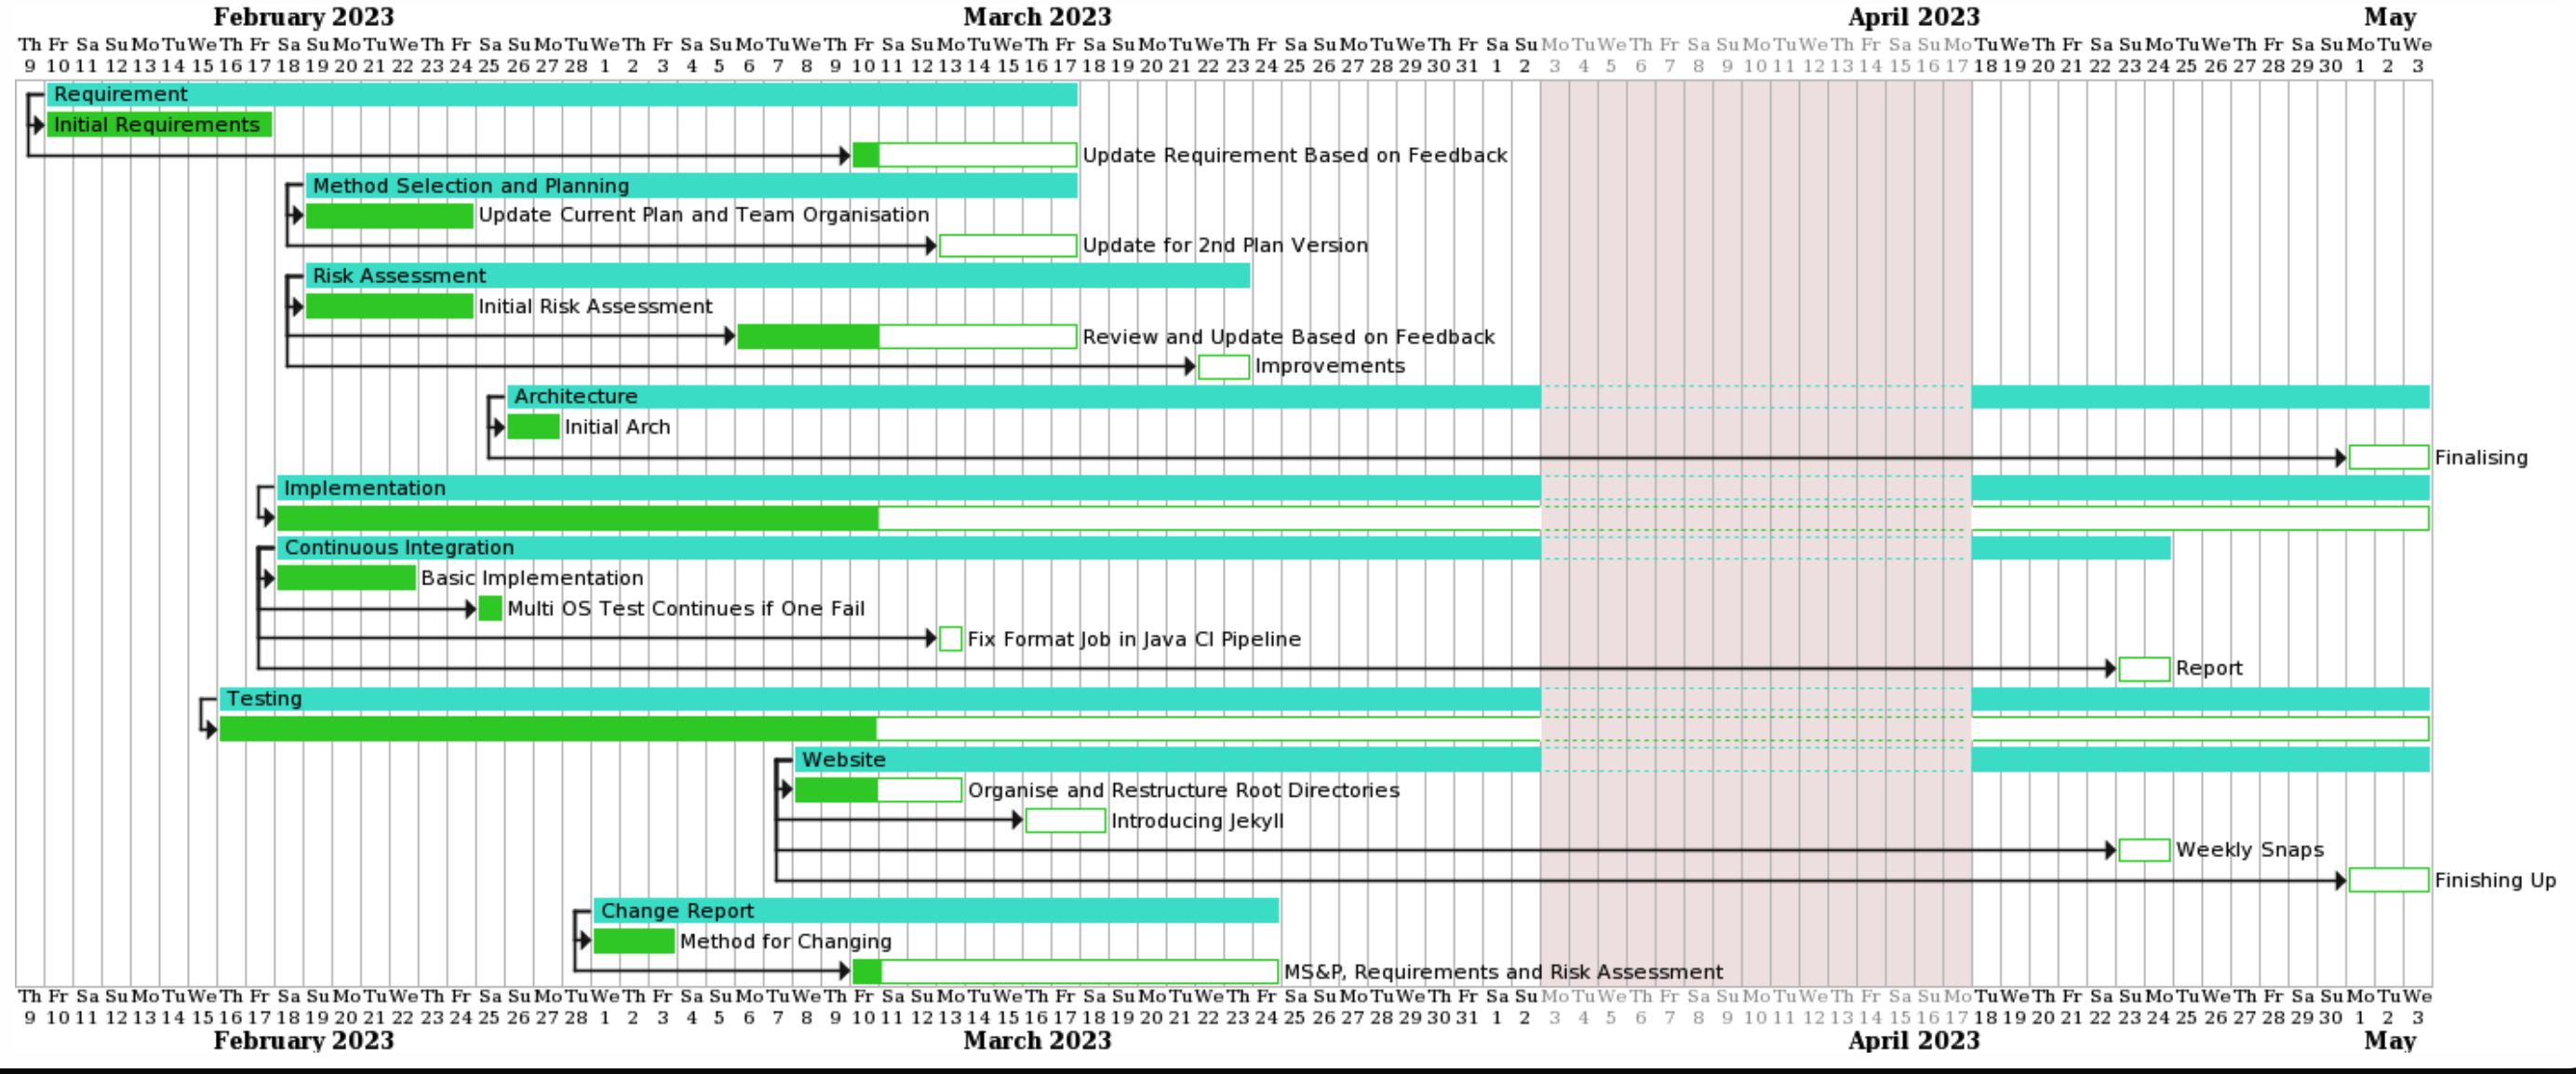 February 2023 March 2023 April 2023 May
Th Fr Sa Su Mo Tu We Th Fr Sa Su Mo Tu We Th Fr Sa Su Mo Tu We Th Fr Sa Su Mo Tu We Th Fr Sa Su Mo Tu We Th Fr Sa Su Mo Tu We Th Fr Sa Su Mo Tu We Th Fr Sa Su Mo Tu We Th Fr Sa Su Mo Tu We Th Fr Sa Su Mo Tu We Th Fr Sa Su Mo Tu We Th Fr Sa Su Mo Tu We
9 10 11 12 13 14 15 16 17 18 19 20 21 22 23 24 25 26 27 28 1 2 3 4 5 6 7 8 9 10 11 12 13 14 15 16 17 18 19 20 21 22 23 24 25 26 27 28 29 30 31 1 2 3 4 5 6 7 8 9 10 11 12 13 14 15 16 17 18 19 20 21 22 23 24 25 26 27 28 29 30 1 2 3
Requirement
Initial Requirements
Update Requirement Based on Feedback
Method Selection and Planning
Update Current Plan and Team Organisation
Update for 2nd Plan Version
Risk Assessment
Initial Risk Assessment
Review and Update Based on Feedback
Improvements
Architecture
Initial Arch
Finalising
Implementation
Continuous Integration
Basic Implementation
Multi OS Test Continues if One Fail
Fix Format Job in Java CI Pipeline
Report
Testing
Website
Organise and Restructure Root Directories
Introducing Jekyll
Weekly Snaps
Finishing Up
Change Report
Method for Changing
MS&P, Requirements and Risk Assessment
Th Fr Sa Su Mo Tu We Th Fr Sa Su Mo Tu We Th Fr Sa Su Mo Tu We Th Fr Sa Su Mo Tu We Th Fr Sa Su Mo Tu We Th Fr Sa Su Mo Tu We Th Fr Sa Su Mo Tu We Th Fr Sa Su Mo Tu We Th Fr Sa Su Mo Tu We Th Fr Sa Su Mo Tu We Th Fr Sa Su Mo Tu We Th Fr Sa Su Mo Tu We
9 10 11 12 13 14 15 16 17 18 19 20 21 22 23 24 25 26 27 28 1 2 3 4 5 6 7 8 9 10 11 12 13 14 15 16 17 18 19 20 21 22 23 24 25 26 27 28 29 30 31 1 2 3 4 5 6 7 8 9 10 11 12 13 14 15 16 17 18 19 20 21 22 23 24 25 26 27 28 29 30 1 2 3
February 2023 March 2023 April 2023 May